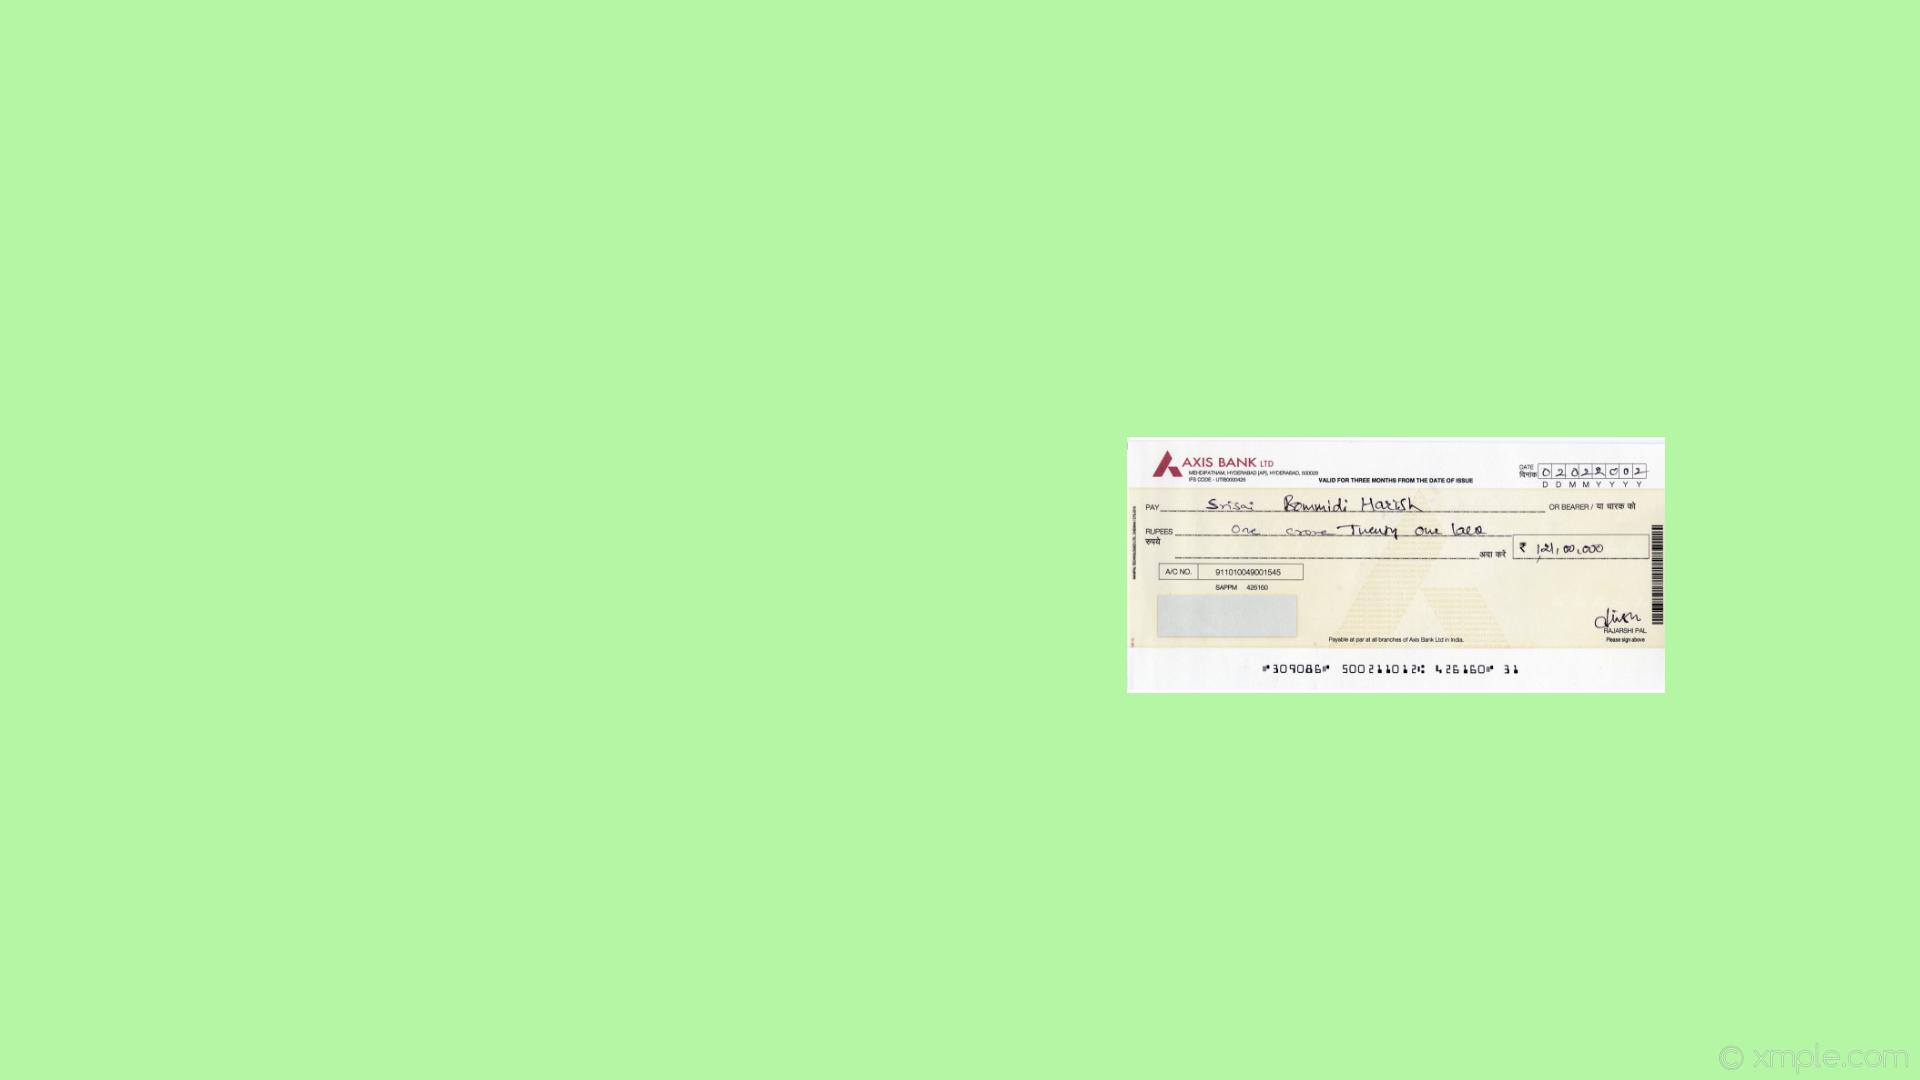 AXIS BANK LTD
MEHDIPATNAM, HYDERABAD [AP], HYDERABAD, 500028
IFS CODE - UTIB0000426
VALID FOR THREE MONTHS FROM THE DATE OF ISSUE
DATE
दिनांक 0 2 0 2 2 0 0 2
D D M M Y Y Y Y
PAY Srisai Bommidi Harish OR BEARER / या धारक को
RUPEES One crore Twenty one lacs
रुपये
अदा करें ₹ 1,21,00,000
A/C NO. 911010049001545
SAPPM 426160
RAJARSHI PAL
Please sign above
Payable at par at all branches of Axis Bank Ltd in India.
⑈309086⑈ 500211012⑆ 426160⑈ 31
© xmple.com